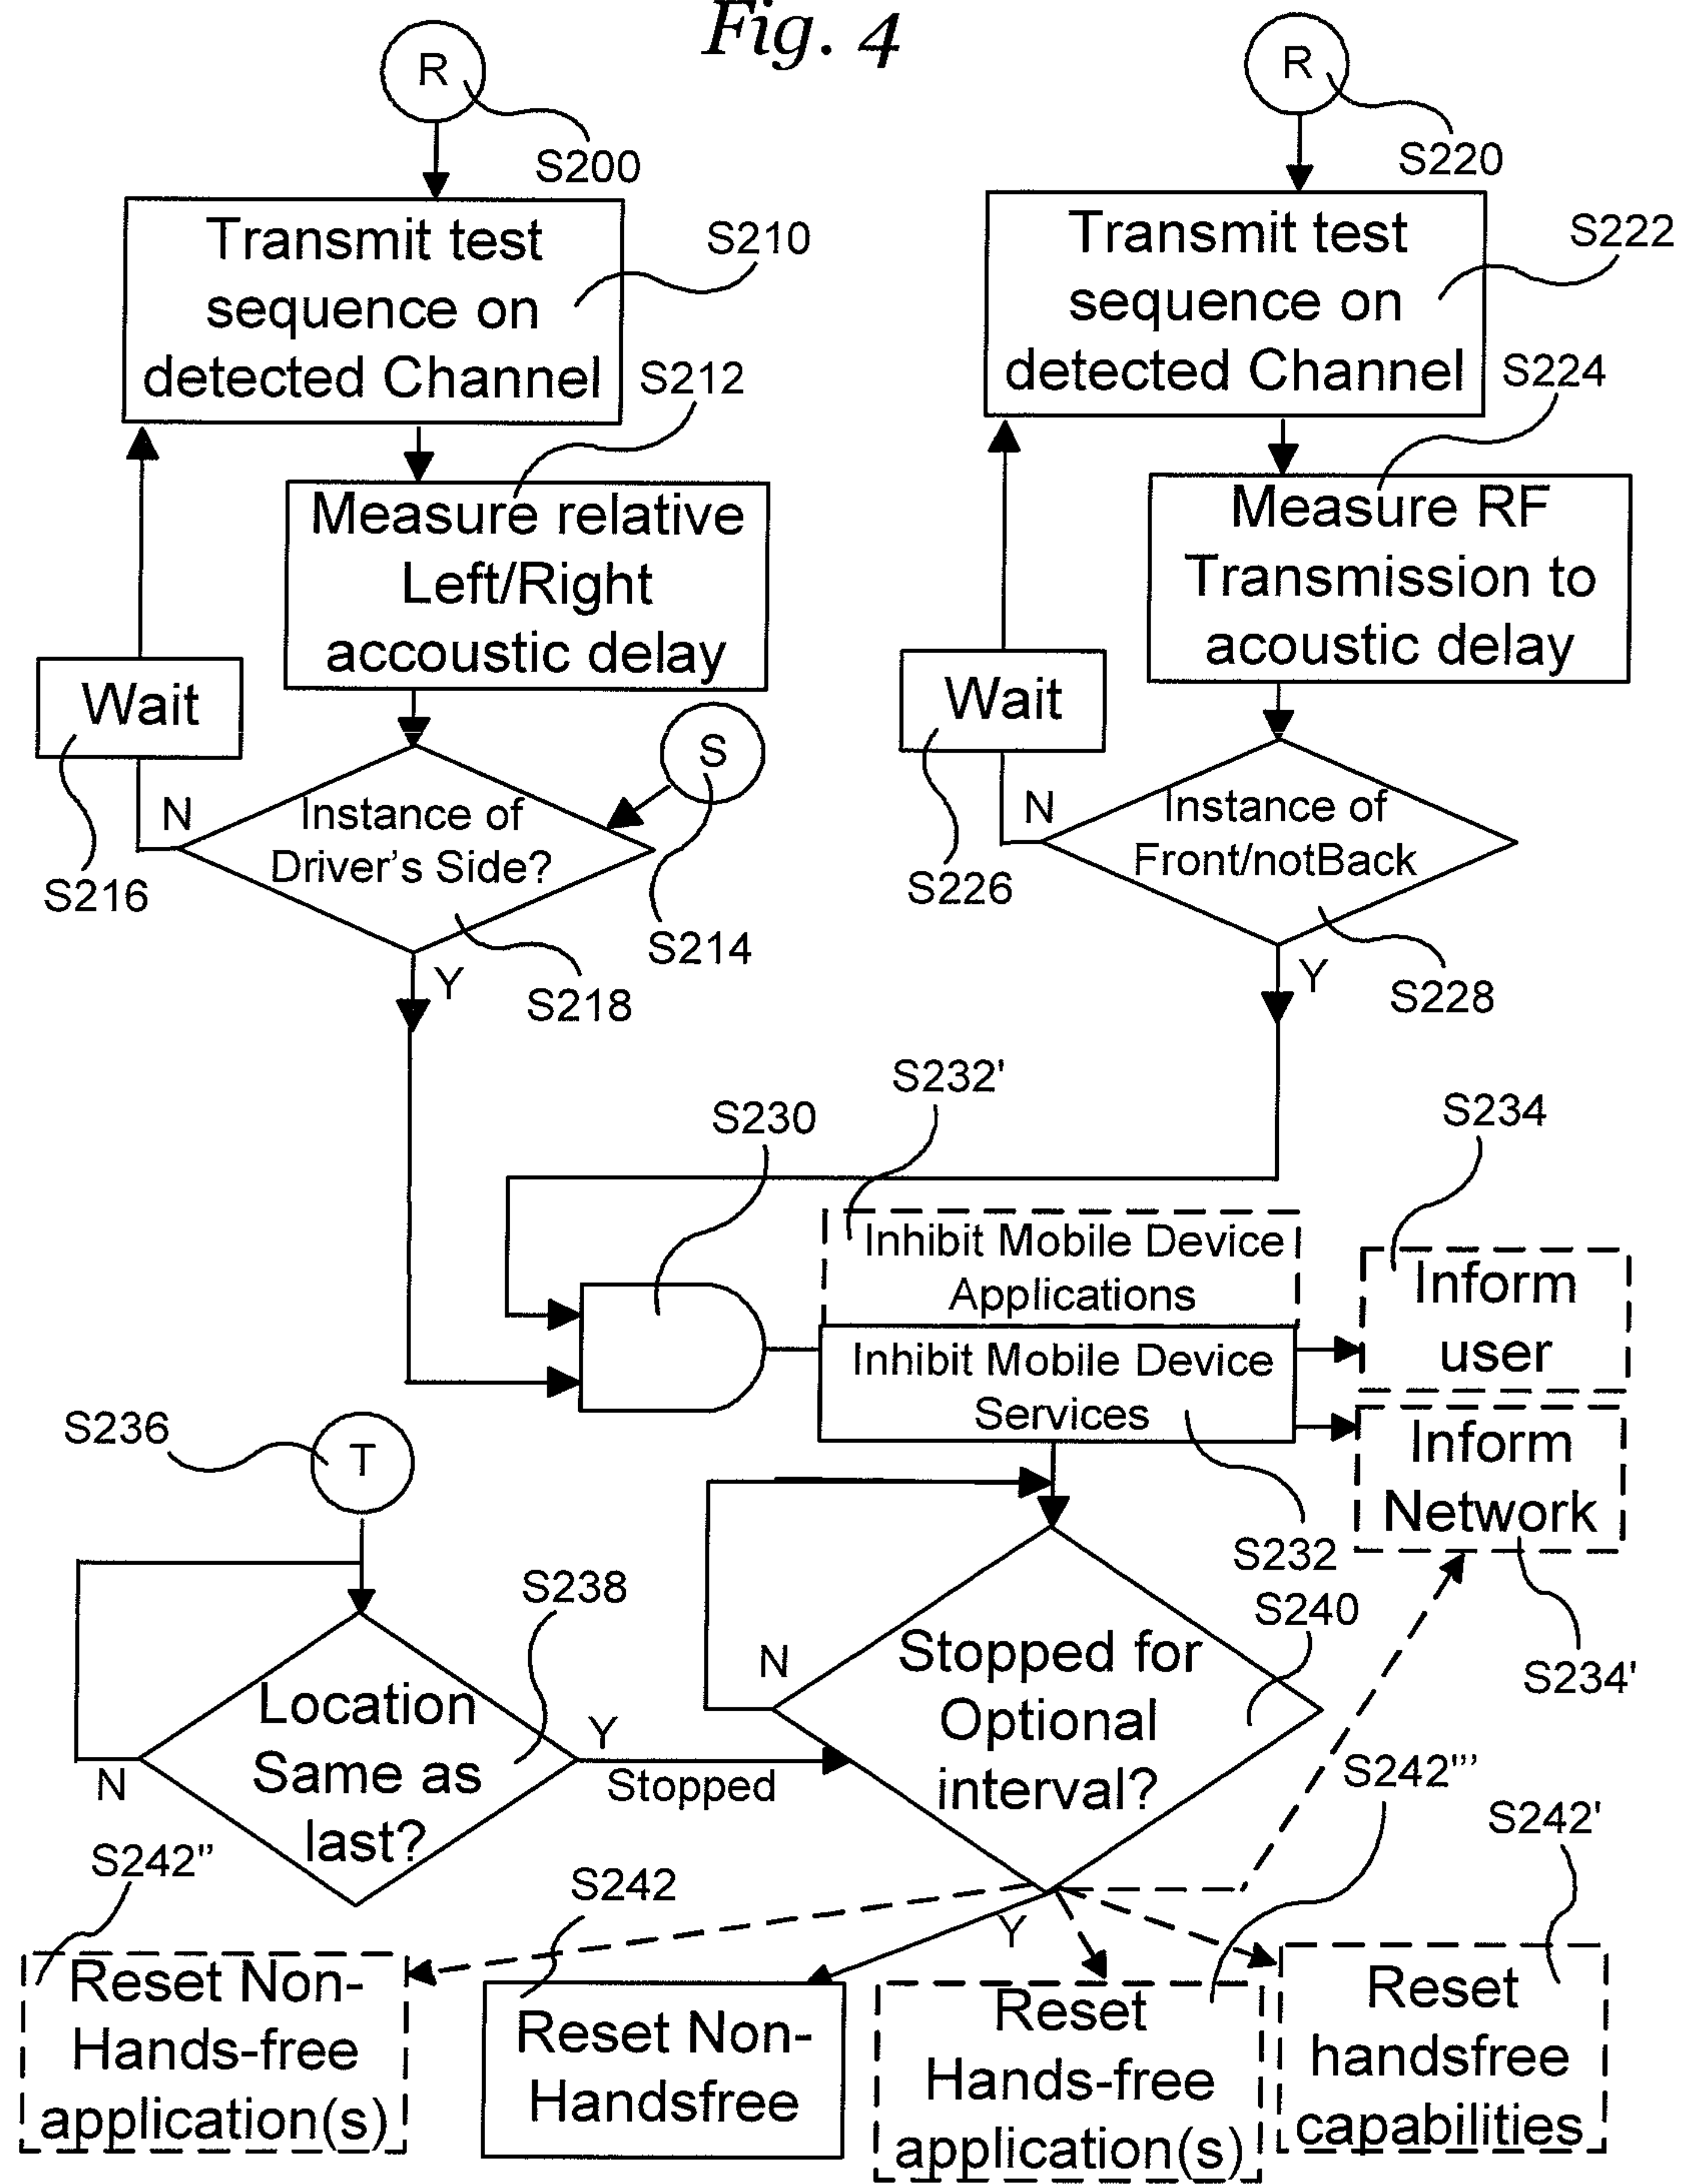 Fig. 4
R
S200
Transmit test
sequence on
detected Channel
S210
S212
Measure relative
Left/Right
accoustic delay
Wait
S216
N
Instance of
Driver's Side?
S
S214
Y
S218
R
S220
Transmit test
sequence on
detected Channel
S222
S224
Measure RF
Transmission to
acoustic delay
Wait
S226
N
Instance of
Front/notBack
Y
S228
S230
S232'
Inhibit Mobile Device
Applications
Inhibit Mobile Device
Services
S232
S234
Inform
user
Inform
Network
S234'
S236
T
S238
Location
Same as
last?
N
Y
Stopped
S240
Stopped for
Optional
interval?
N
Y
S242"
Reset Non-
Hands-free
application(s)
S242
Reset Non-
Handsfree
S242'''
Reset
Hands-free
application(s)
S242'
Reset
handsfree
capabilities